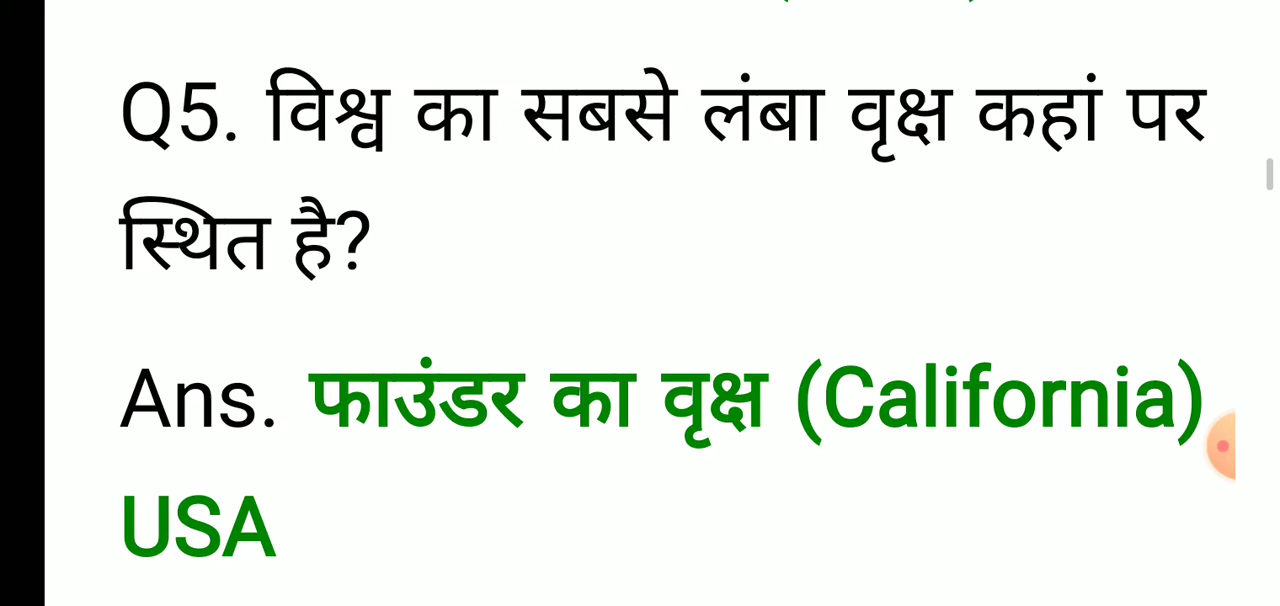 Q5. विश्व का सबसे लंबा वृक्ष कहां पर
स्थित है?
Ans. फाउंडर का वृक्ष (California)
USA